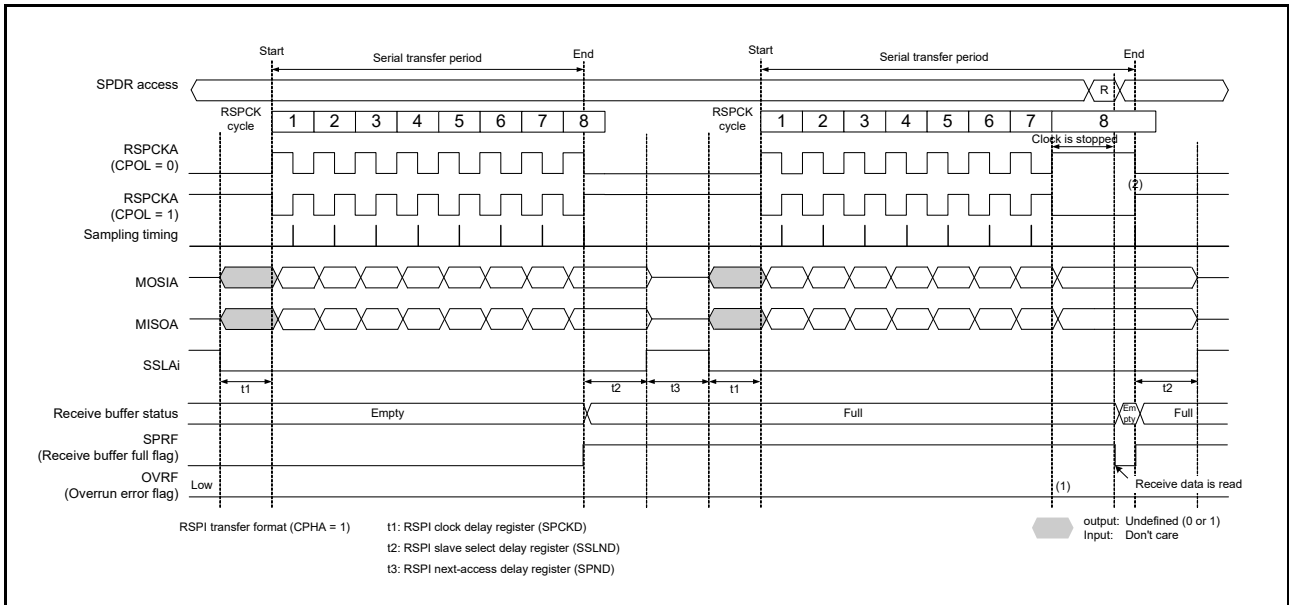 Start
Serial transfer period
End
Start
Serial transfer period
End
SPDR access
R
RSPCK
cycle
1 2 3 4 5 6 7 8
RSPCK
cycle
1 2 3 4 5 6 7 8
Clock is stopped
RSPCKA
(CPOL = 0)
(2)
RSPCKA
(CPOL = 1)
Sampling timing
MOSIA
MISOA
SSLAi
t1
t2
t3
t1
t2
Receive buffer status
Empty
Full
Em
pty
Full
SPRF
(Receive buffer full flag)
OVRF
(Overrun error flag)
Low
(1)
Receive data is read
RSPI transfer format (CPHA = 1)
t1: RSPI clock delay register (SPCKD)
t2: RSPI slave select delay register (SSLND)
t3: RSPI next-access delay register (SPND)
output: Undefined (0 or 1)
Input: Don't care